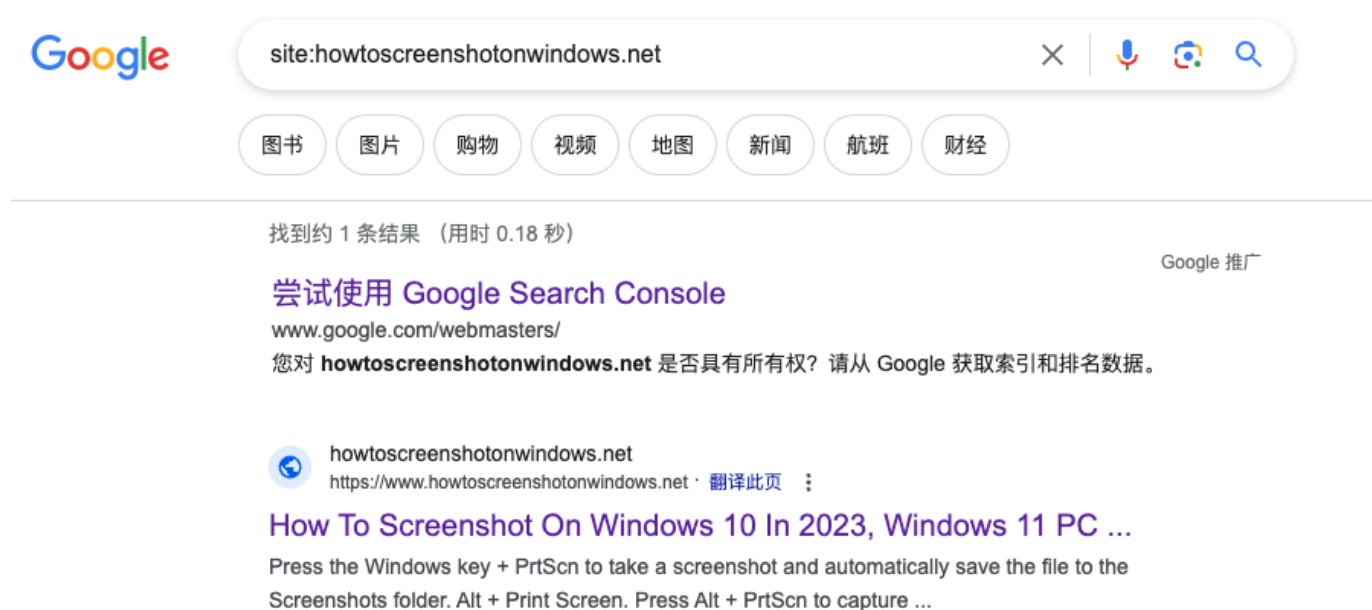 Google
site:howtoscreenshotonwindows.net
图书 图片 购物 视频 地图 新闻 航班 财经
找到约 1 条结果 （用时 0.18 秒）
Google 推广
尝试使用 Google Search Console
www.google.com/webmasters/
您对 howtoscreenshotonwindows.net 是否具有所有权？请从 Google 获取索引和排名数据。
howtoscreenshotonwindows.net
https://www.howtoscreenshotonwindows.net · 翻译此页
How To Screenshot On Windows 10 In 2023, Windows 11 PC ...
Press the Windows key + PrtScn to take a screenshot and automatically save the file to the
Screenshots folder. Alt + Print Screen. Press Alt + PrtScn to capture ...